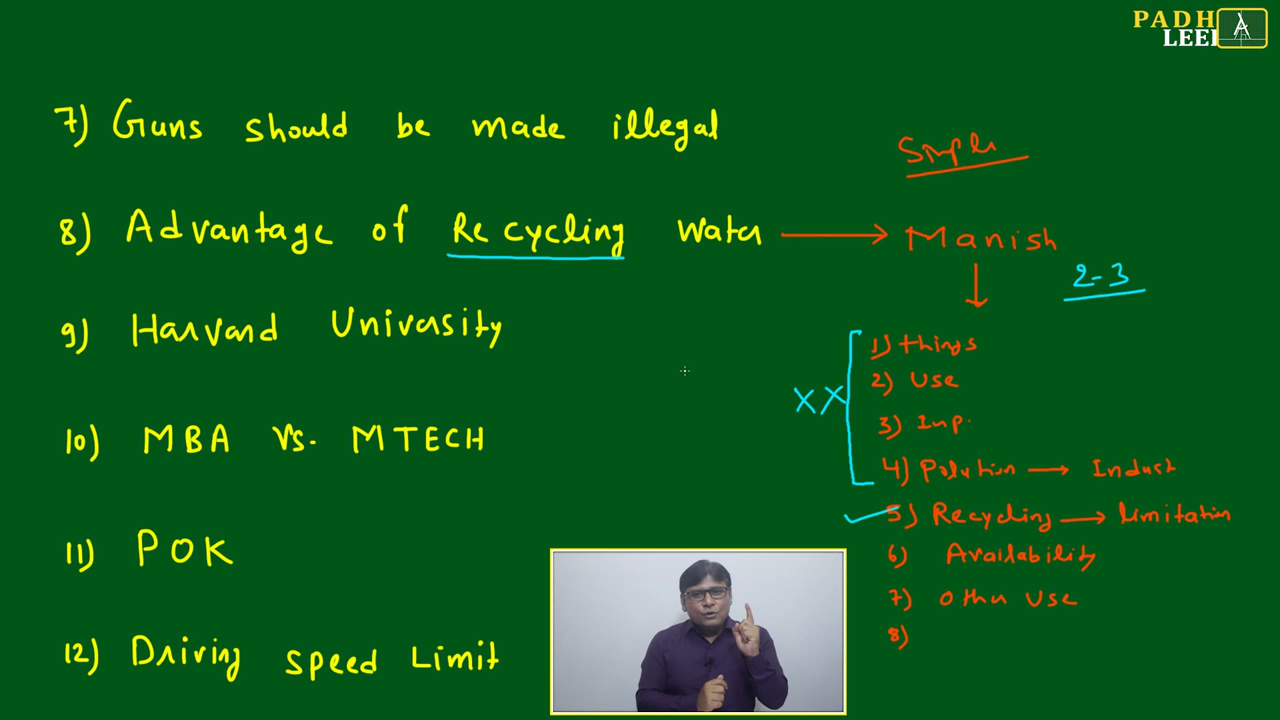 PADH
LEEI
7) Guns should be made illegal
Simple
8) Advantage of Recycling Water → Manish
2-3
9) Harvard University
1) things
2) Use
XX
3) Imp.
10) MBA Vs. MTECH
4) Polution → Indust
5) Recycling → limitation
11) POK
6) Availability
7) Other Use
8)
12) Driving Speed Limit